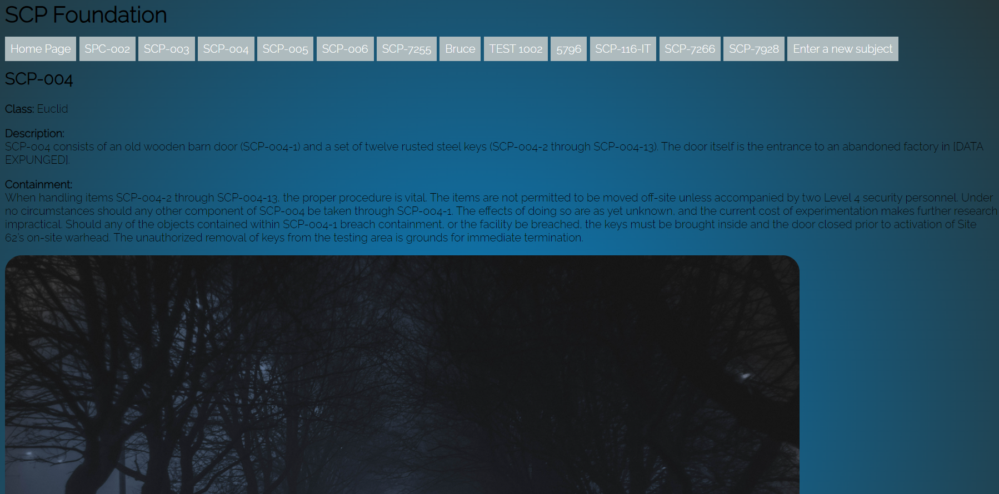 SCP Foundation
Home Page SPC-002 SCP-003 SCP-004 SCP-005 SCP-006 SCP-7255 Bruce TEST 1002 5796 SCP-116-IT SCP-7266 SCP-7928 Enter a new subject
SCP-004
Class: Euclid
Description:
SCP-004 consists of an old wooden barn door (SCP-004-1) and a set of twelve rusted steel keys (SCP-004-2 through SCP-004-13). The door itself is the entrance to an abandoned factory in [DATA
EXPUNGED].
Containment:
When handling items SCP-004-2 through SCP-004-13, the proper procedure is vital. The items are not permitted to be moved off-site unless accompanied by two Level 4 security personnel. Under
no circumstances should any other component of SCP-004 be taken through SCP-004-1. The effects of doing so are as yet unknown, and the current cost of experimentation makes further research
impractical. Should any of the objects contained within SCP-004-1 breach containment, or the facility be breached, the keys must be brought inside and the door closed prior to activation of Site
62's on-site warhead. The unauthorized removal of keys from the testing area is grounds for immediate termination.